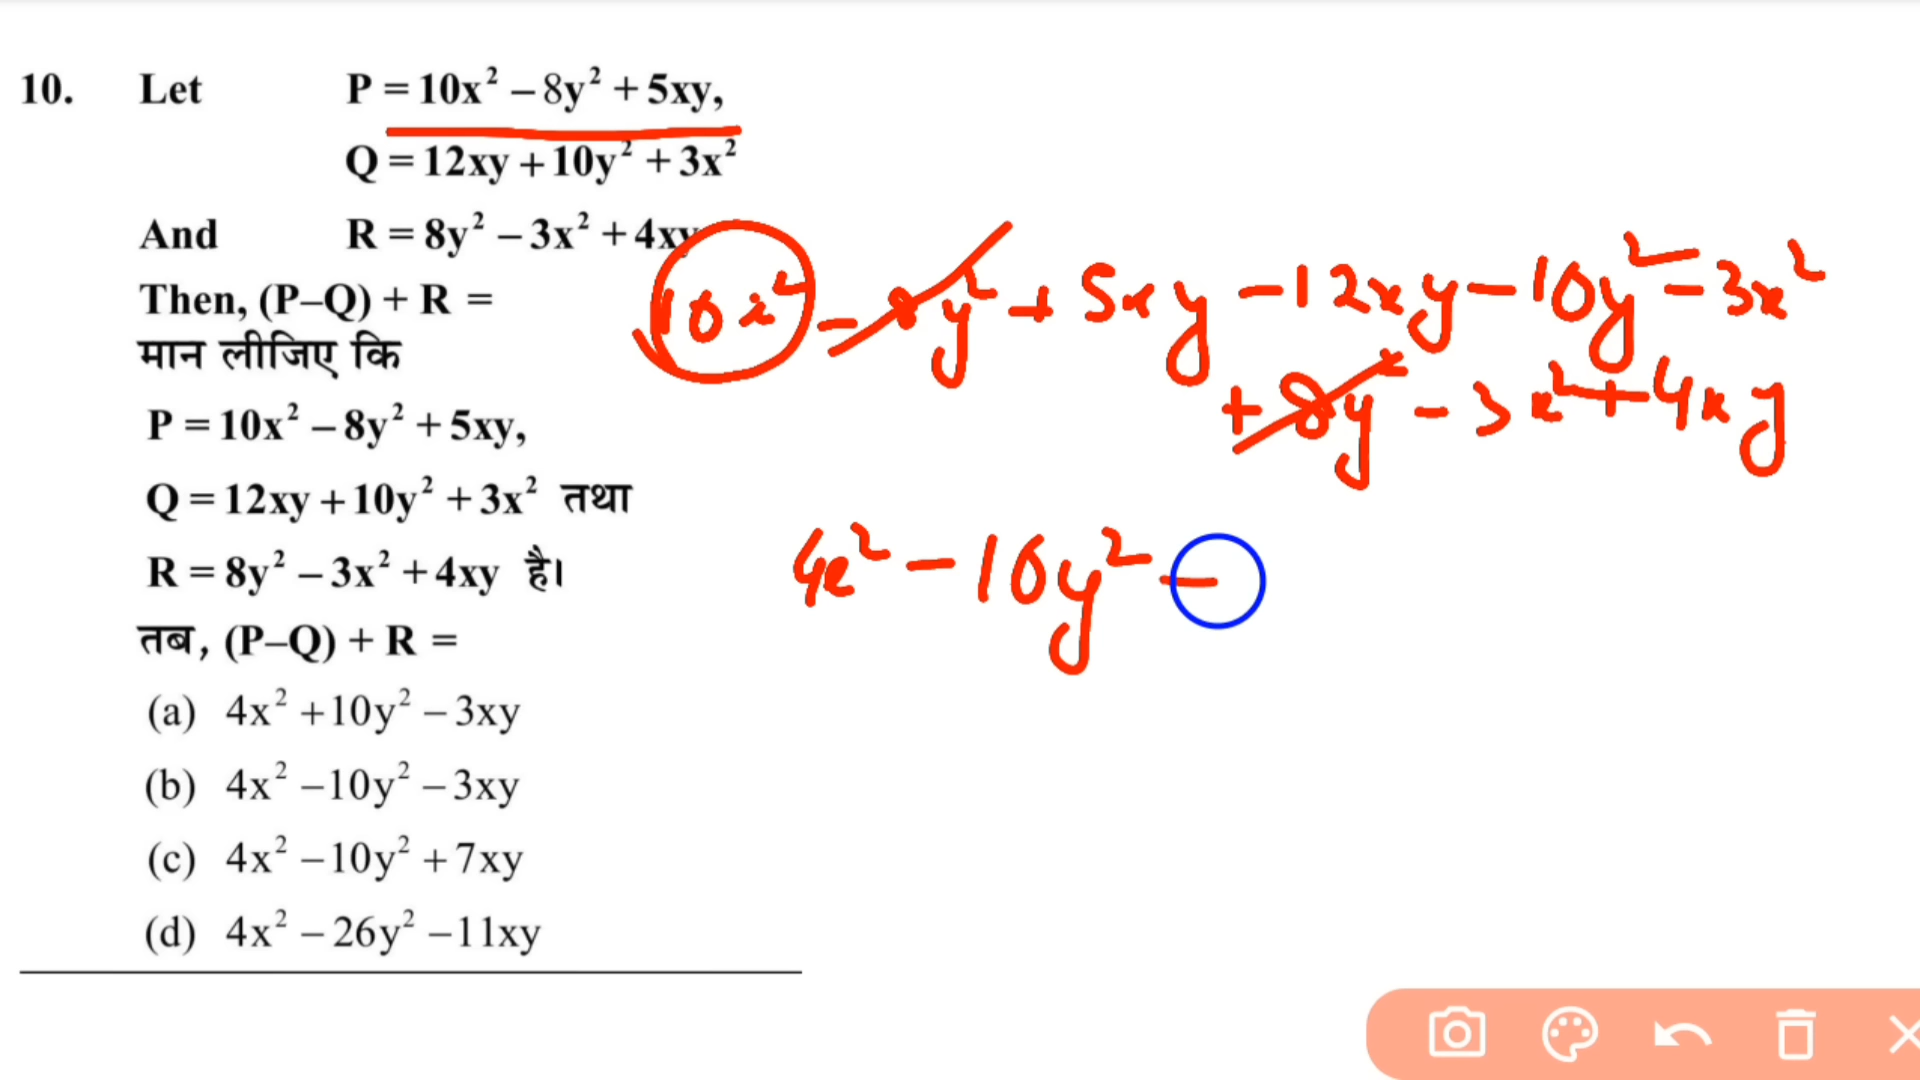 10. Let P = 10x² – 8y² + 5xy,
Q = 12xy + 10y² + 3x²
And R = 8y² – 3x² + 4xy
Then, (P–Q) + R =
10x² – 8y² + 5xy – 12xy – 10y² – 3x²
+ 8y² – 3x² + 4xy
मान लीजिए कि
P = 10x² – 8y² + 5xy,
Q = 12xy + 10y² + 3x² तथा
R = 8y² – 3x² + 4xy है।
तब, (P–Q) + R =
4x² – 10y² –
(a) 4x² + 10y² – 3xy
(b) 4x² – 10y² – 3xy
(c) 4x² – 10y² + 7xy
(d) 4x² – 26y² – 11xy